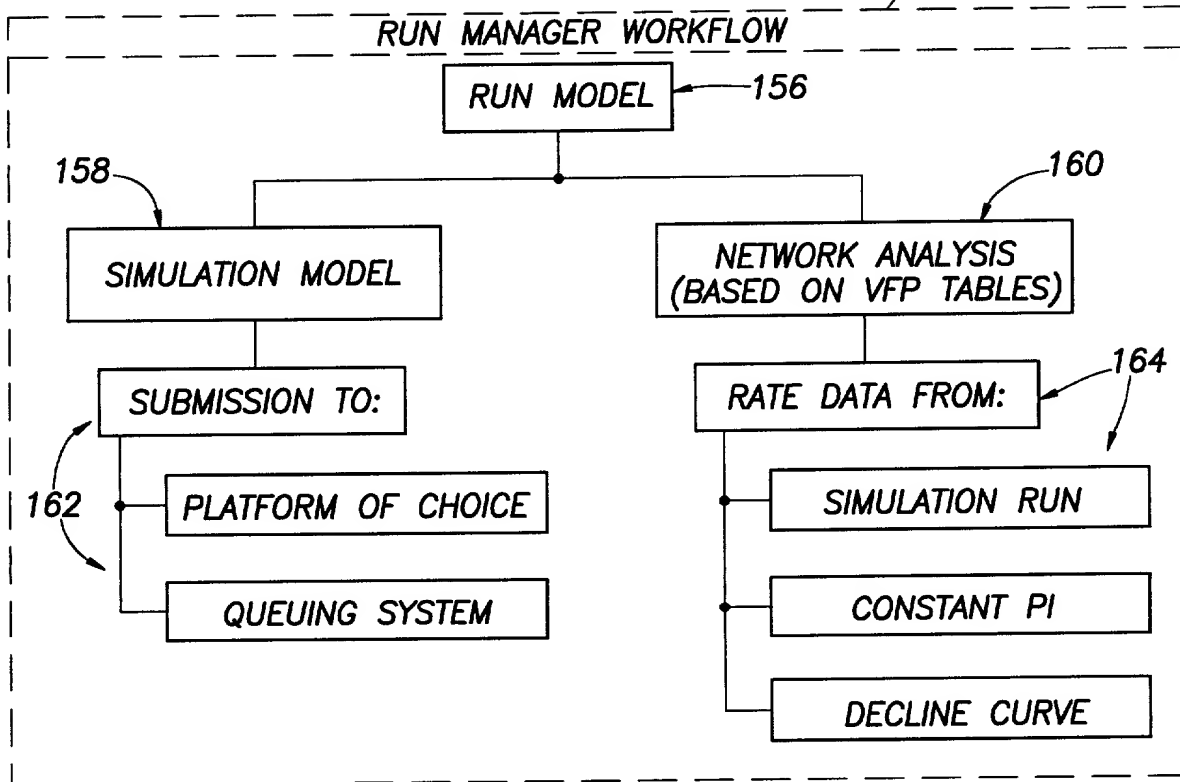 RUN MANAGER WORKFLOW
RUN MODEL
156
158
160
SIMULATION MODEL
NETWORK ANALYSIS
(BASED ON VFP TABLES)
SUBMISSION TO:
RATE DATA FROM:
164
162
PLATFORM OF CHOICE
SIMULATION RUN
QUEUING SYSTEM
CONSTANT PI
DECLINE CURVE